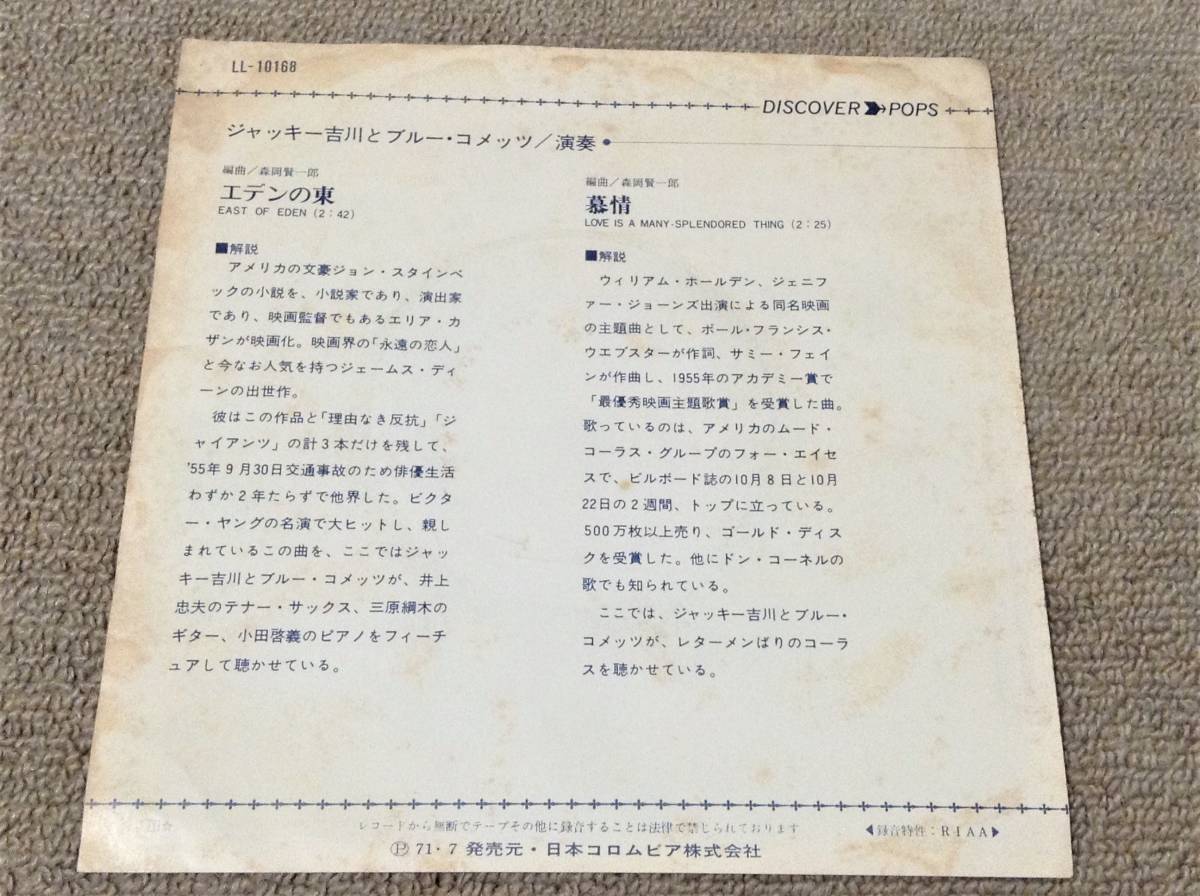 LL-10168
DISCOVER POPS
ジャッキー吉川とブルー・コメッツ/演奏
編曲/森岡賢一郎
エデンの東
EAST OF EDEN (2:42)
■解説
アメリカの文豪ジョン・スタインベ
ックの小説を、小説家であり、演出家
であり、映画監督でもあるエリア・カ
ザンが映画化。映画界の「永遠の恋人」
と今なお人気を持つジェームス・ディ
ーンの出世作。
彼はこの作品と「理由なき反抗」「ジ
ャイアンツ」の計3本だけを残して、
'55年9月30日交通事故のため俳優生活
わずか2年たらずで他界した。ビクタ
ー・ヤングの名演で大ヒットし、親し
まれているこの曲を、ここではジャッ
キー吉川とブルー・コメッツが、井上
忠夫のテナー・サックス、三原綱木の
ギター、小田啓義のピアノをフィーチ
ュアして聴かせている。
編曲/森岡賢一郎
慕情
LOVE IS A MANY-SPLENDORED THING (2:25)
■解説
ウィリアム・ホールデン、ジェニフ
ァー・ジョーンズ出演による同名映画
の主題曲として、ポール・フランシス・
ウエブスターが作詞、サミー・フェイ
ンが作曲し、1955年のアカデミー賞で
「最優秀映画主題歌賞」を受賞した曲。
歌っているのは、アメリカのムード・
コーラス・グループのフォー・エイセ
スで、ビルボード誌の10月8日と10月
22日の2週間、トップに立っている。
500万枚以上売り、ゴールド・ディス
クを受賞した。他にドン・コーネルの
歌でも知られている。
ここでは、ジャッキー吉川とブルー・
コメッツが、レターメンばりのコーラ
スを聴かせている。
レコードから無断でテープその他に録音することは法律で禁じられております
◀録音特性:RIAA▶
Ⓟ71・7 発売元・日本コロムビア株式会社